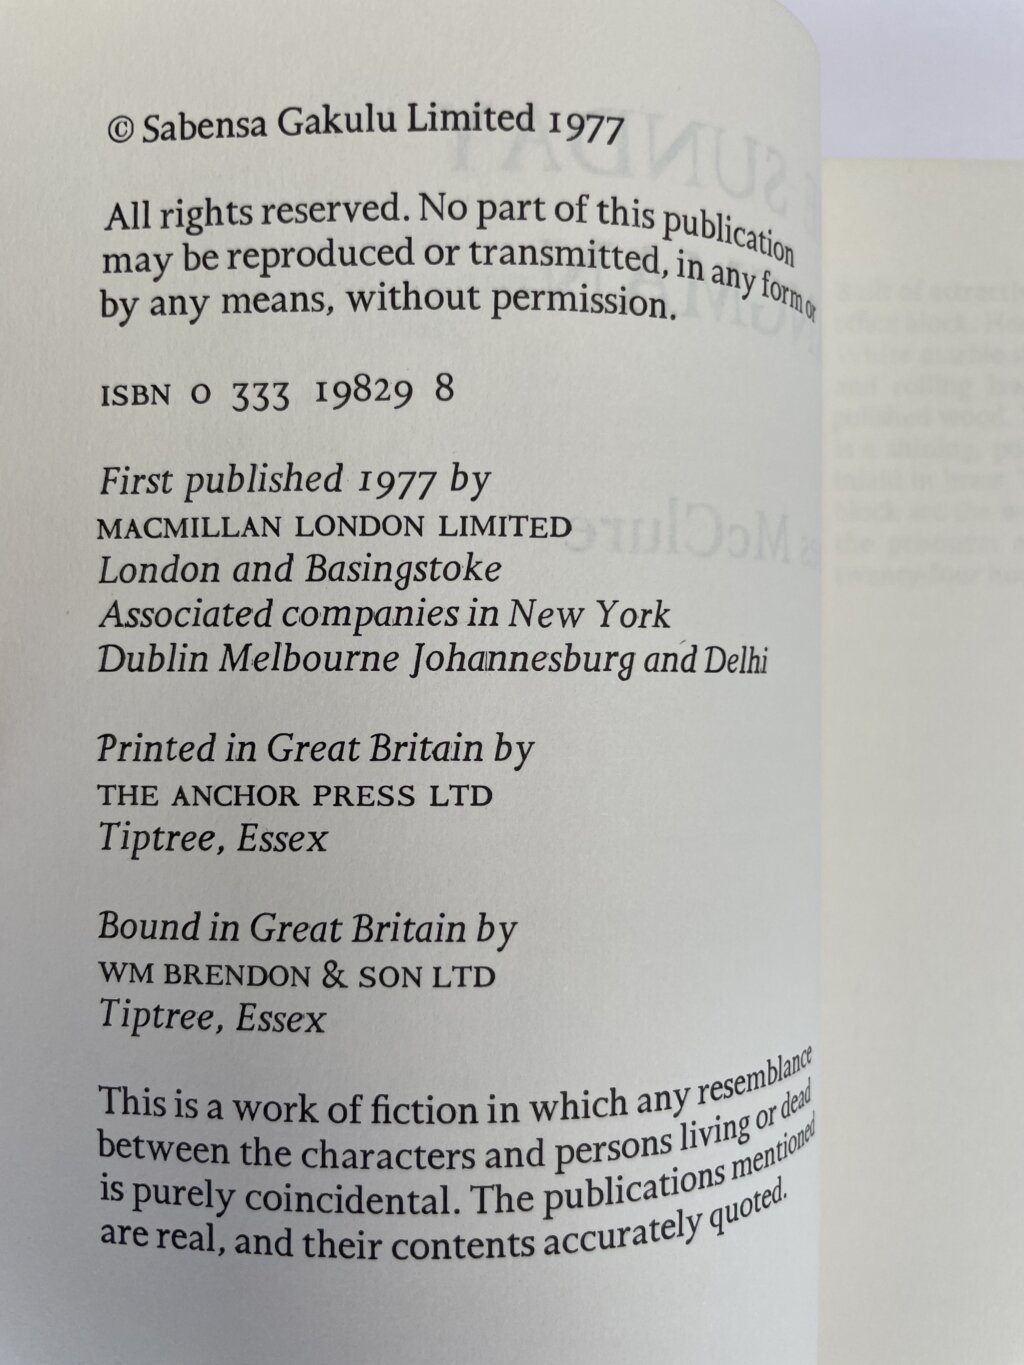 © Sabensa Gakulu Limited 1977
All rights reserved. No part of this publication
may be reproduced or transmitted, in any form or
by any means, without permission.
ISBN 0 333 19829 8
First published 1977 by
MACMILLAN LONDON LIMITED
London and Basingstoke
Associated companies in New York
Dublin Melbourne Johannesburg and Delhi
Printed in Great Britain by
THE ANCHOR PRESS LTD
Tiptree, Essex
Bound in Great Britain by
WM BRENDON & SON LTD
Tiptree, Essex
This is a work of fiction in which any resemblance
between the characters and persons living or dead
is purely coincidental. The publications mentioned
are real, and their contents accurately quoted.